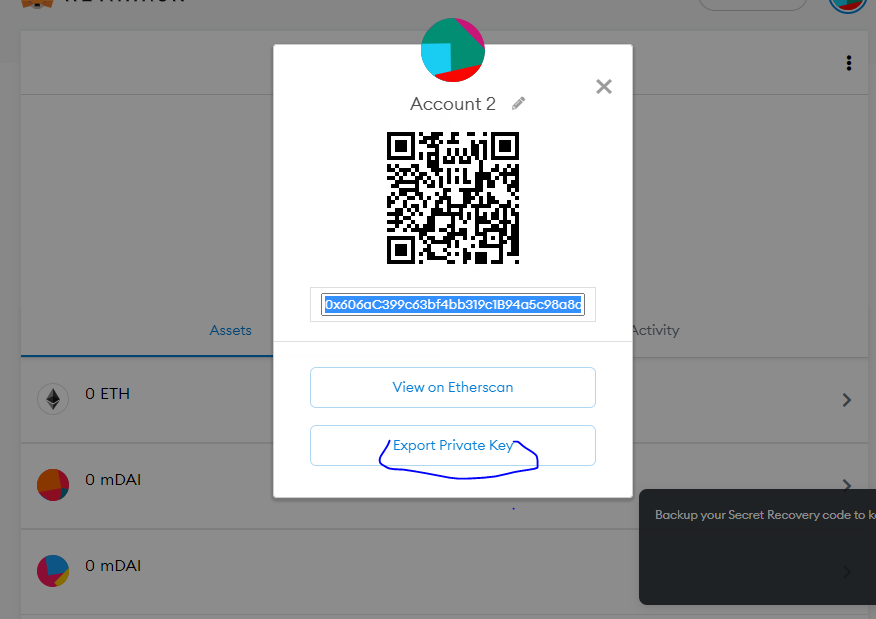 Account 2
0x606aC399c63bf4bb319c1B94a5c98a8c
Assets
Activity
View on Etherscan
0 ETH
Export Private Key
0 mDAI
Backup your Secret Recovery code to
0 mDAI